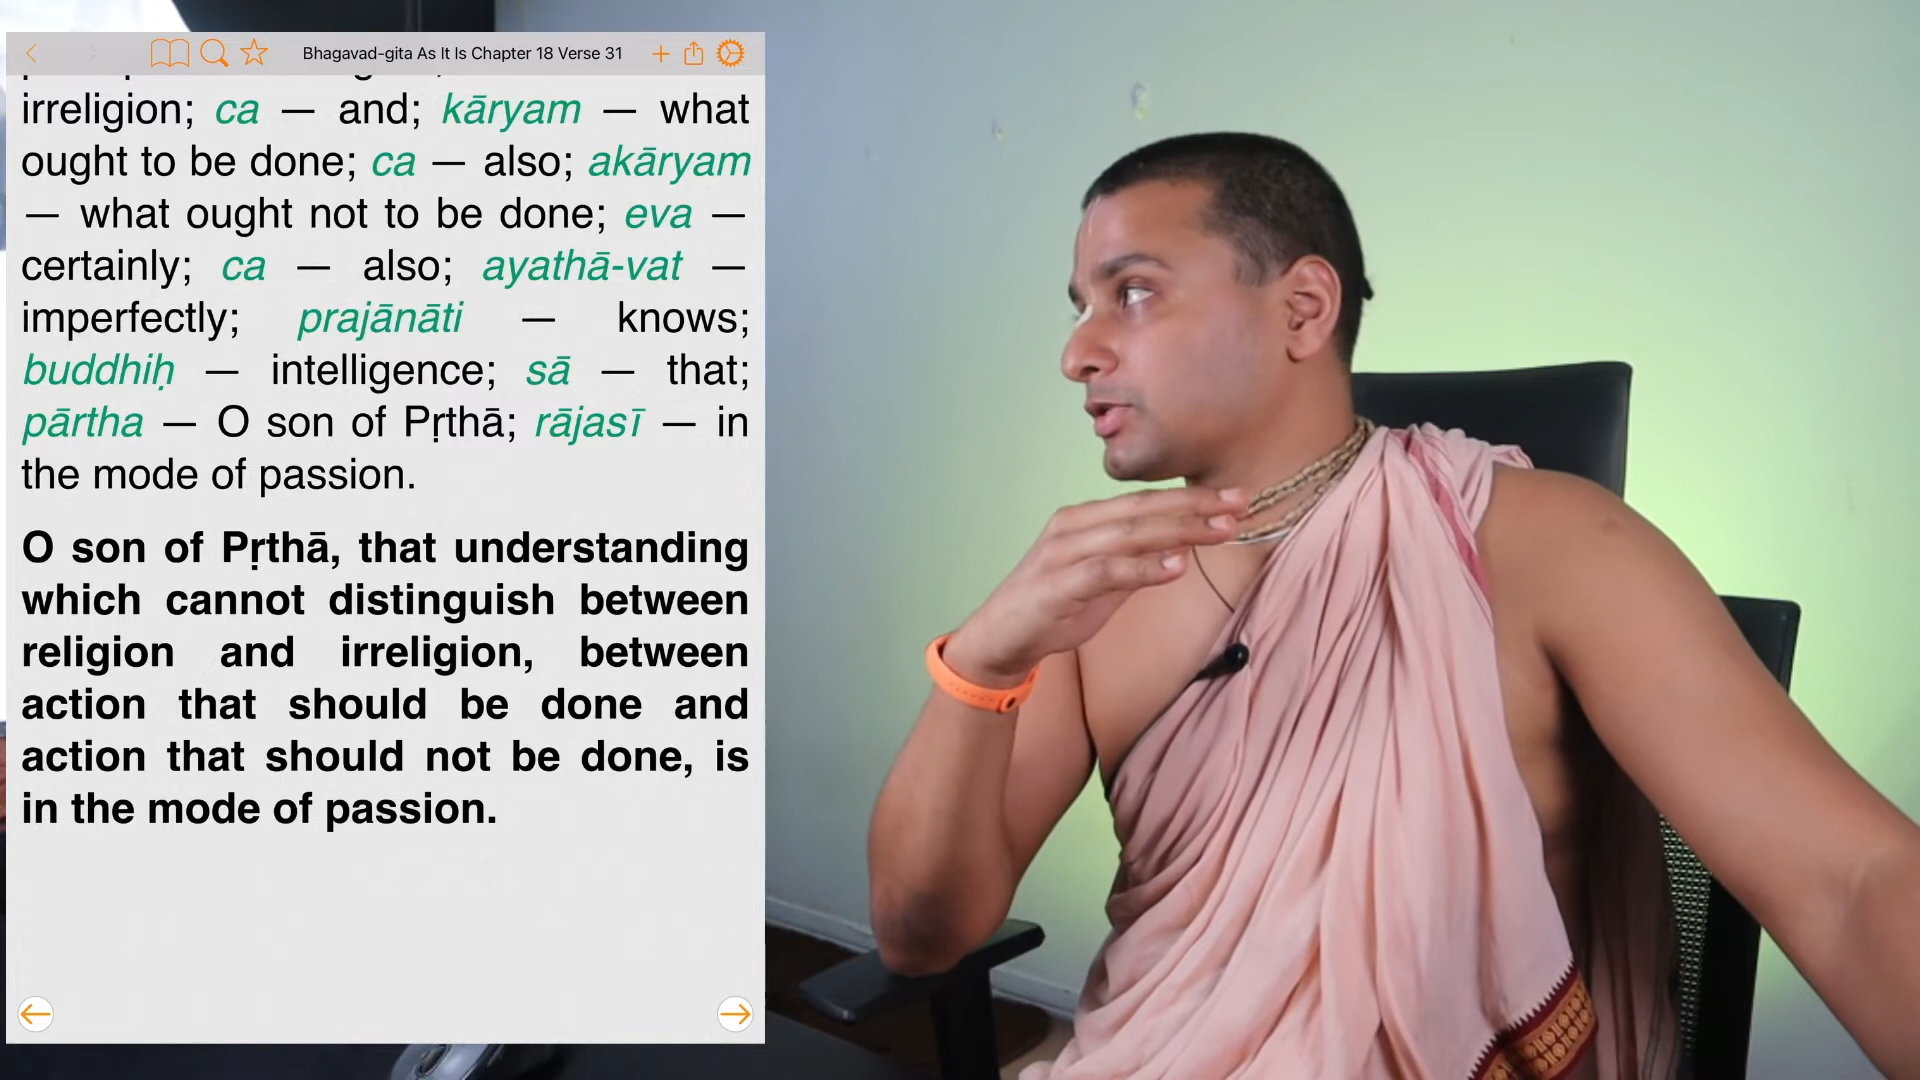 Bhagavad-gita As It Is Chapter 18 Verse 31
irreligion; ca — and; kāryam — what
ought to be done; ca — also; akāryam
— what ought not to be done; eva —
certainly; ca — also; ayathā-vat —
imperfectly; prajānāti — knows;
buddhiḥ — intelligence; sā — that;
pārtha — O son of Pṛthā; rājasī — in
the mode of passion.
O son of Pṛthā, that understanding
which cannot distinguish between
religion and irreligion, between
action that should be done and
action that should not be done, is
in the mode of passion.